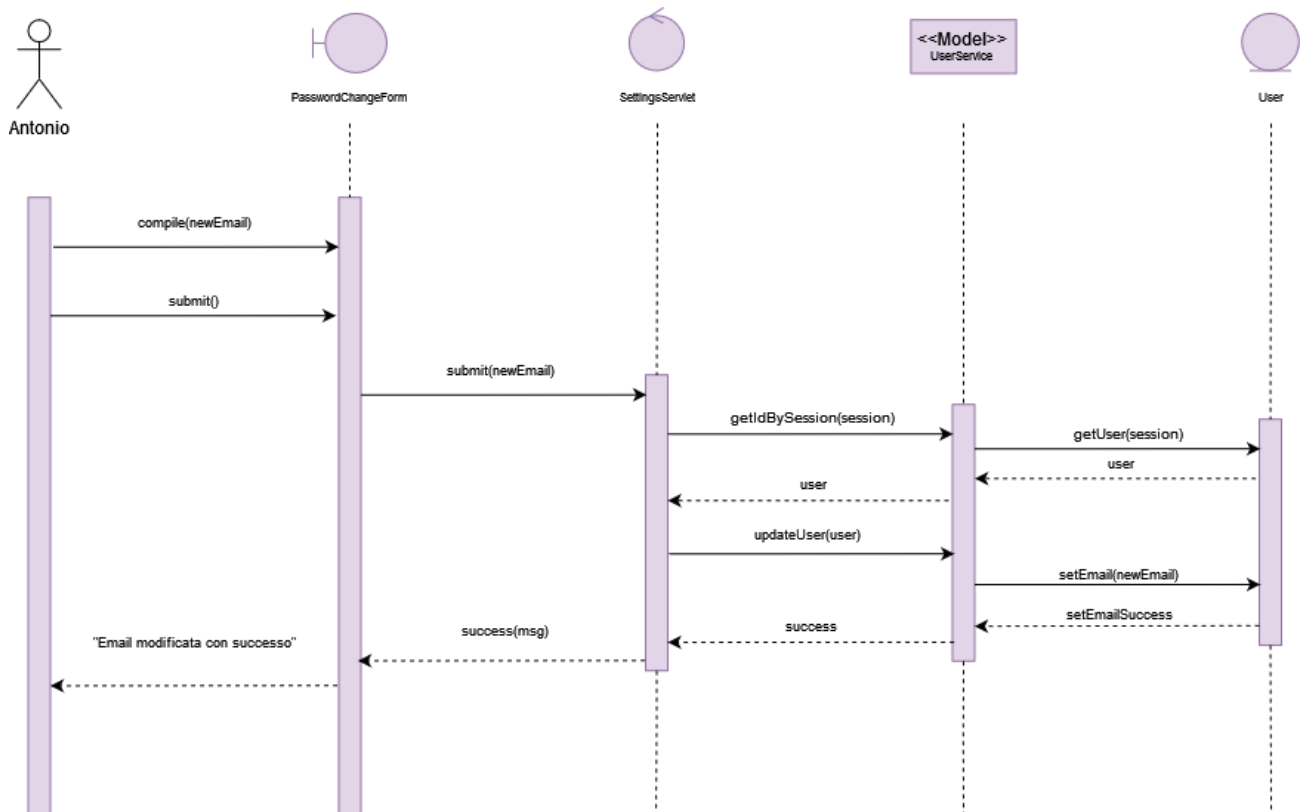 <<Model>>
UserService
PasswordChangeForm
SettingsServlet
User
Antonio
compile(newEmail)
submit()
submit(newEmail)
getIdBySession(session)
getUser(session)
user
user
updateUser(user)
setEmail(newEmail)
setEmailSuccess
success
success(msg)
"Email modificata con successo"